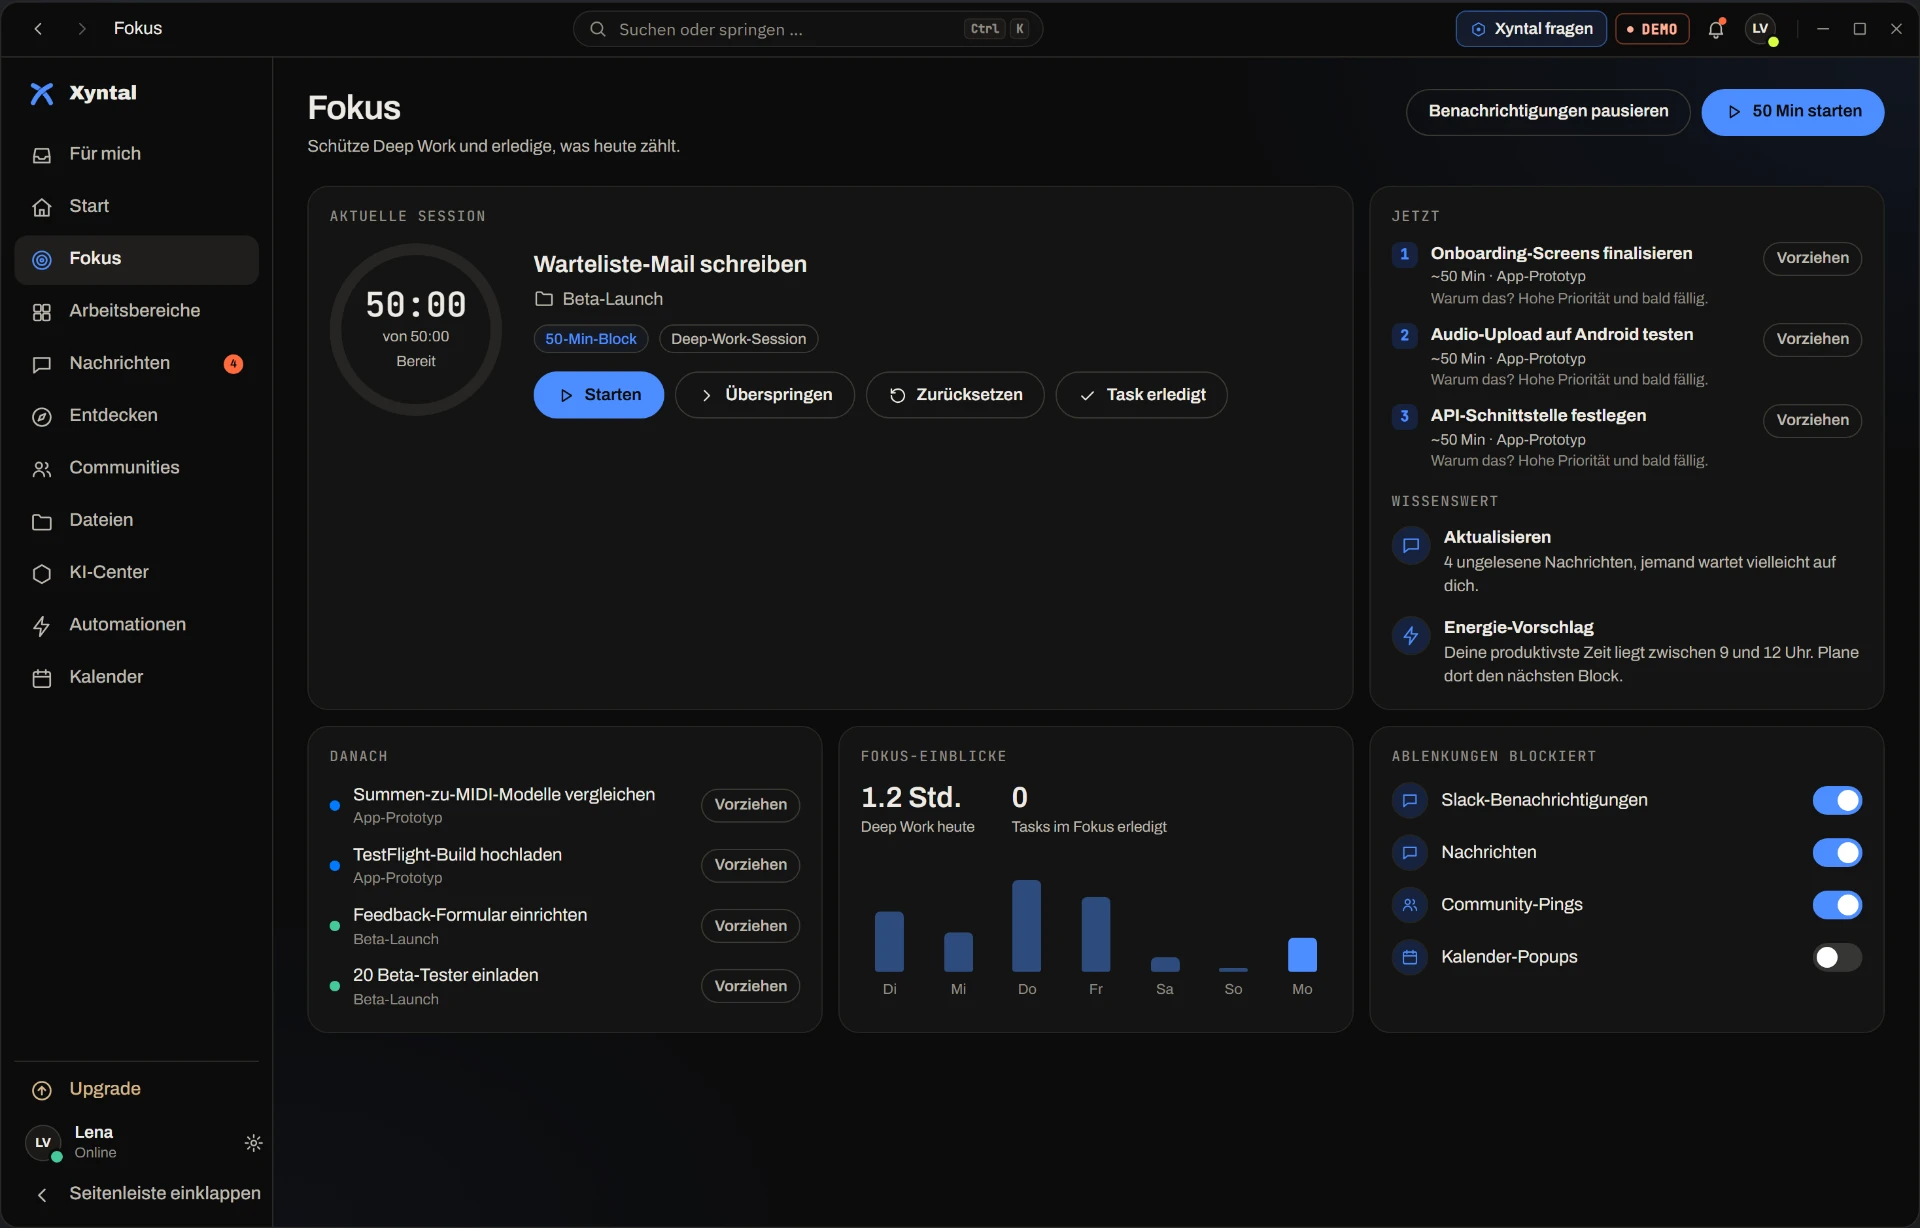 Fokus
Suchen oder springen ...
Ctrl K
Xyntal fragen
DEMO
LV
Xyntal
Für mich
Start
Fokus
Arbeitsbereiche
Nachrichten
4
Entdecken
Communities
Dateien
KI-Center
Automationen
Kalender
Upgrade
LV
Lena
Online
Seitenleiste einklappen
Fokus
Schütze Deep Work und erledige, was heute zählt.
Benachrichtigungen pausieren
50 Min starten
AKTUELLE SESSION
50:00
von 50:00
Bereit
Warteliste-Mail schreiben
Beta-Launch
50-Min-Block
Deep-Work-Session
Starten
Überspringen
Zurücksetzen
Task erledigt
JETZT
1
Onboarding-Screens finalisieren
~50 Min · App-Prototyp
Warum das? Hohe Priorität und bald fällig.
Vorziehen
2
Audio-Upload auf Android testen
~50 Min · App-Prototyp
Warum das? Hohe Priorität und bald fällig.
Vorziehen
3
API-Schnittstelle festlegen
~50 Min · App-Prototyp
Warum das? Hohe Priorität und bald fällig.
Vorziehen
WISSENSWERT
Aktualisieren
4 ungelesene Nachrichten, jemand wartet vielleicht auf
dich.
Energie-Vorschlag
Deine produktivste Zeit liegt zwischen 9 und 12 Uhr. Plane
dort den nächsten Block.
DANACH
Summen-zu-MIDI-Modelle vergleichen
App-Prototyp
Vorziehen
TestFlight-Build hochladen
App-Prototyp
Vorziehen
Feedback-Formular einrichten
Beta-Launch
Vorziehen
20 Beta-Tester einladen
Beta-Launch
Vorziehen
FOKUS-EINBLICKE
1.2 Std.
Deep Work heute
0
Tasks im Fokus erledigt
Di Mi Do Fr Sa So Mo
ABLENKUNGEN BLOCKIERT
Slack-Benachrichtigungen
Nachrichten
Community-Pings
Kalender-Popups